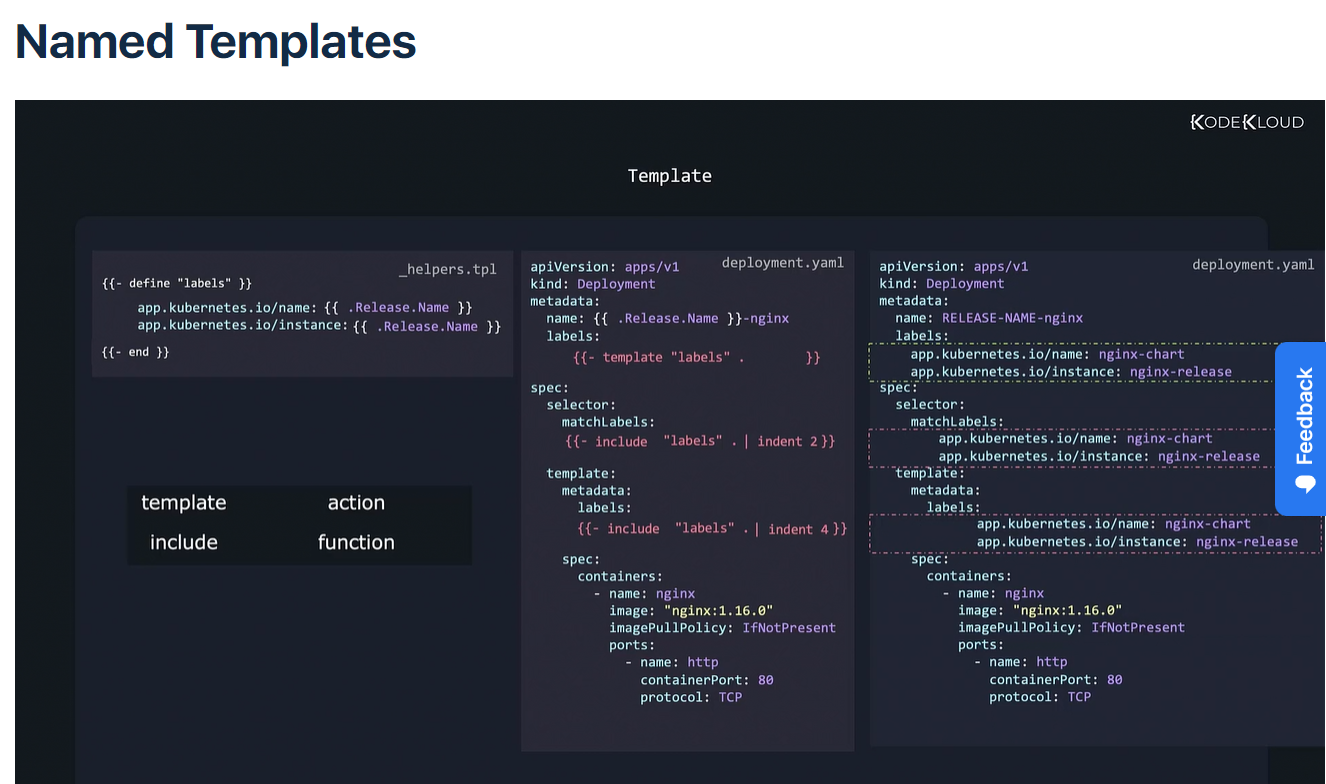 Named Templates
KODEKLOUD
Template
_helpers.tpl
{{- define "labels" }}
app.kubernetes.io/name: {{ .Release.Name }}
app.kubernetes.io/instance: {{ .Release.Name }}
{{- end }}
template action
include function
deployment.yaml
apiVersion: apps/v1
kind: Deployment
metadata:
name: {{ .Release.Name }}-nginx
labels:
{{- template "labels" . }}
spec:
selector:
matchLabels:
{{- include "labels" . | indent 2 }}
template:
metadata:
labels:
{{- include "labels" . | indent 4 }}
spec:
containers:
- name: nginx
image: "nginx:1.16.0"
imagePullPolicy: IfNotPresent
ports:
- name: http
containerPort: 80
protocol: TCP
deployment.yaml
apiVersion: apps/v1
kind: Deployment
metadata:
name: RELEASE-NAME-nginx
labels:
app.kubernetes.io/name: nginx-chart
app.kubernetes.io/instance: nginx-release
spec:
selector:
matchLabels:
app.kubernetes.io/name: nginx-chart
app.kubernetes.io/instance: nginx-release
template:
metadata:
labels:
app.kubernetes.io/name: nginx-chart
app.kubernetes.io/instance: nginx-release
spec:
containers:
- name: nginx
image: "nginx:1.16.0"
imagePullPolicy: IfNotPresent
ports:
- name: http
containerPort: 80
protocol: TCP
Feedback